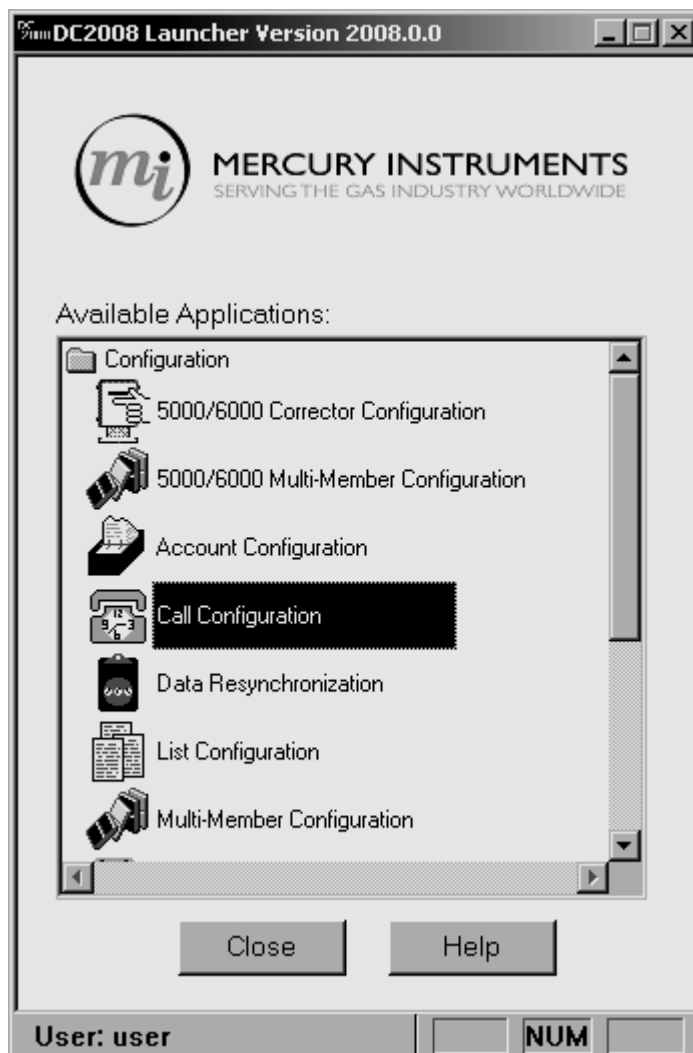 DC2008 Launcher Version 2008.0.0
mi
MERCURY INSTRUMENTS
SERVING THE GAS INDUSTRY WORLDWIDE
Available Applications:
Configuration
5000/6000 Corrector Configuration
5000/6000 Multi-Member Configuration
Account Configuration
Call Configuration
Data Resynchronization
List Configuration
Multi-Member Configuration
Close Help
User: user NUM